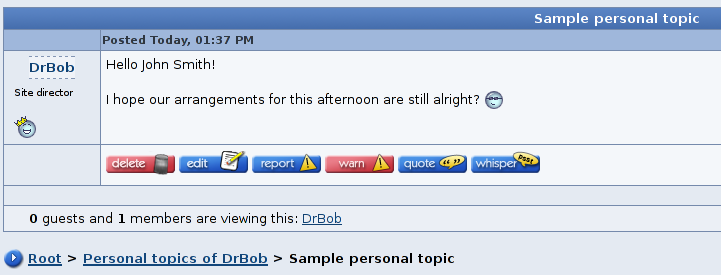 Sample personal topic
Posted Today, 01:37 PM
DrBob
Site director
Hello John Smith!
I hope our arrangements for this afternoon are still alright?
delete edit report warn quote whisper psst!
0 guests and 1 members are viewing this: DrBob
Root > Personal topics of DrBob > Sample personal topic